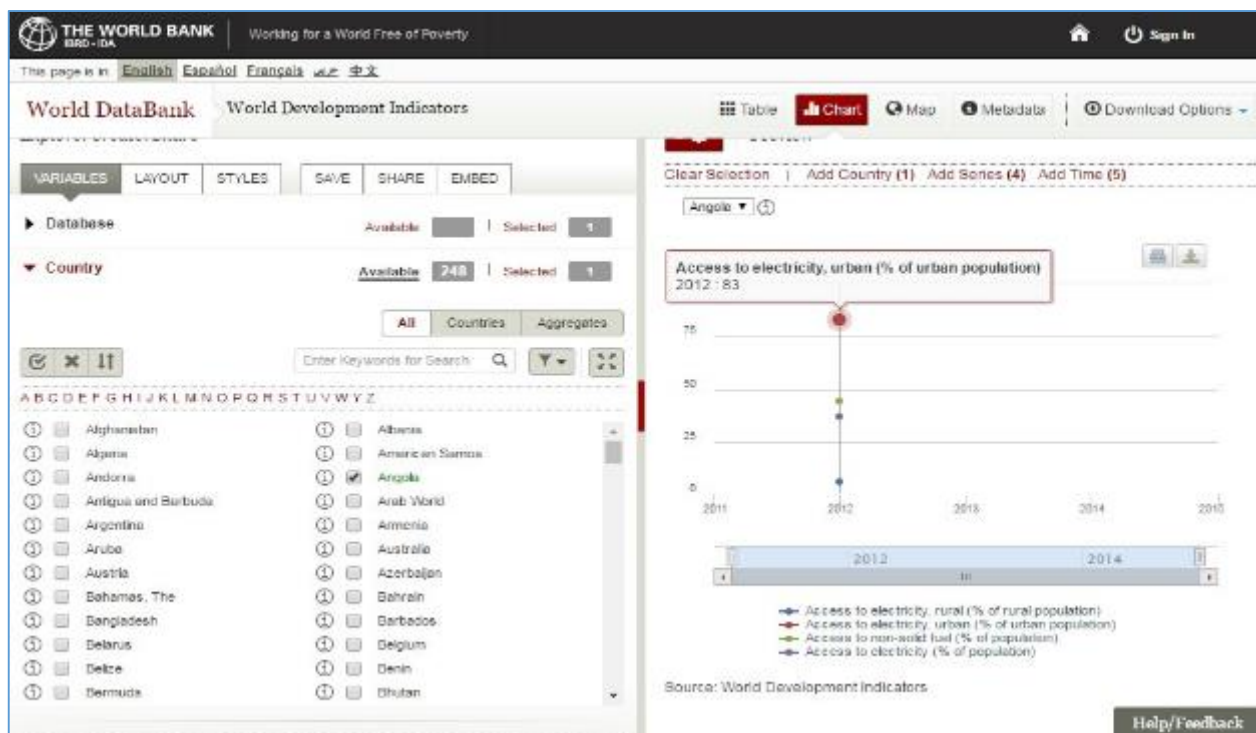 THE WORLD BANK
IBRD - IDA
Working for a World Free of Poverty
Sign In
This page is in English Español Français عربي 中文
World DataBank World Development Indicators
Table Chart Map Metadata Download Options
VARIABLES LAYOUT STYLES SAVE SHARE EMBED
Database Available | Selected 1
Country Available 248 | Selected 1
All Countries Aggregates
Enter Keywords for Search
A B C D E F G H I J K L M N O P Q R S T U V W Y Z
Afghanistan Albania
Algeria American Samoa
Andorra Angola
Antigua and Barbuda Arab World
Argentina Armenia
Aruba Australia
Austria Azerbaijan
Bahamas, The Bahrain
Bangladesh Barbados
Belarus Belgium
Belize Benin
Bermuda Bhutan
Clear Selection | Add Country (1) Add Series (4) Add Time (5)
Angola
Access to electricity, urban (% of urban population)
2012 : 83
75
50
25
0
2011 2012 2013 2014 2015
2012 2014
Access to electricity, rural (% of rural population)
Access to electricity, urban (% of urban population)
Access to non-solid fuel (% of population)
Access to electricity (% of population)
Source: World Development Indicators
Help/Feedback